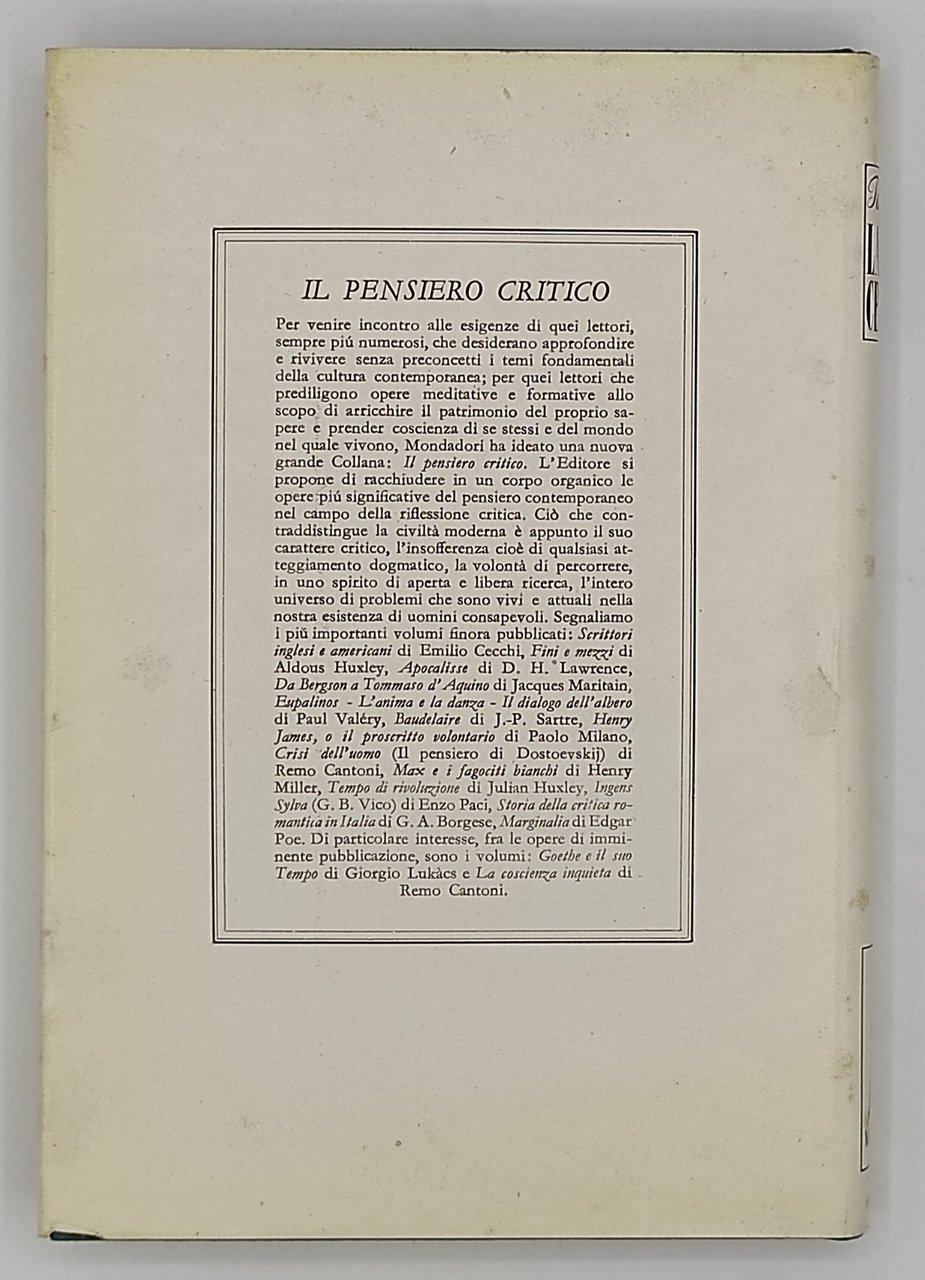 IL PENSIERO CRITICO
Per venire incontro alle esigenze di quei lettori,
sempre piú numerosi, che desiderano approfondire
e rivivere senza preconcetti i temi fondamentali
della cultura contemporanea; per quei lettori che
prediligono opere meditative e formative allo
scopo di arricchire il patrimonio del proprio sa-
pere e prender coscienza di se stessi e del mondo
nel quale vivono, Mondadori ha ideato una nuova
grande Collana: Il pensiero critico. L'Editore si
propone di racchiudere in un corpo organico le
opere piú significative del pensiero contemporaneo
nel campo della riflessione critica. Ciò che con-
traddistingue la civiltà moderna è appunto il suo
carattere critico, l'insofferenza cioè di qualsiasi at-
teggiamento dogmatico, la volontà di percorrere,
in uno spirito di aperta e libera ricerca, l'intero
universo di problemi che sono vivi e attuali nella
nostra esistenza di uomini consapevoli. Segnaliamo
i piú importanti volumi finora pubblicati: Scrittori
inglesi e americani di Emilio Cecchi, Fini e mezzi di
Aldous Huxley, Apocalisse di D. H. Lawrence,
Da Bergson a Tommaso d'Aquino di Jacques Maritain,
Eupalinos - L'anima e la danza - Il dialogo dell'albero
di Paul Valéry, Baudelaire di J.-P. Sartre, Henry
James, o il proscritto volontario di Paolo Milano,
Crisi dell'uomo (Il pensiero di Dostoevskij) di
Remo Cantoni, Max e i fagociti bianchi di Henry
Miller, Tempo di rivoluzione di Julian Huxley, Ingens
Sylva (G. B. Vico) di Enzo Paci, Storia della critica ro-
mantica in Italia di G. A. Borgese, Marginalia di Edgar
Poe. Di particolare interesse, fra le opere di immi-
nente pubblicazione, sono i volumi: Goethe e il suo
Tempo di Giorgio Lukàcs e La coscienza inquieta di
Remo Cantoni.